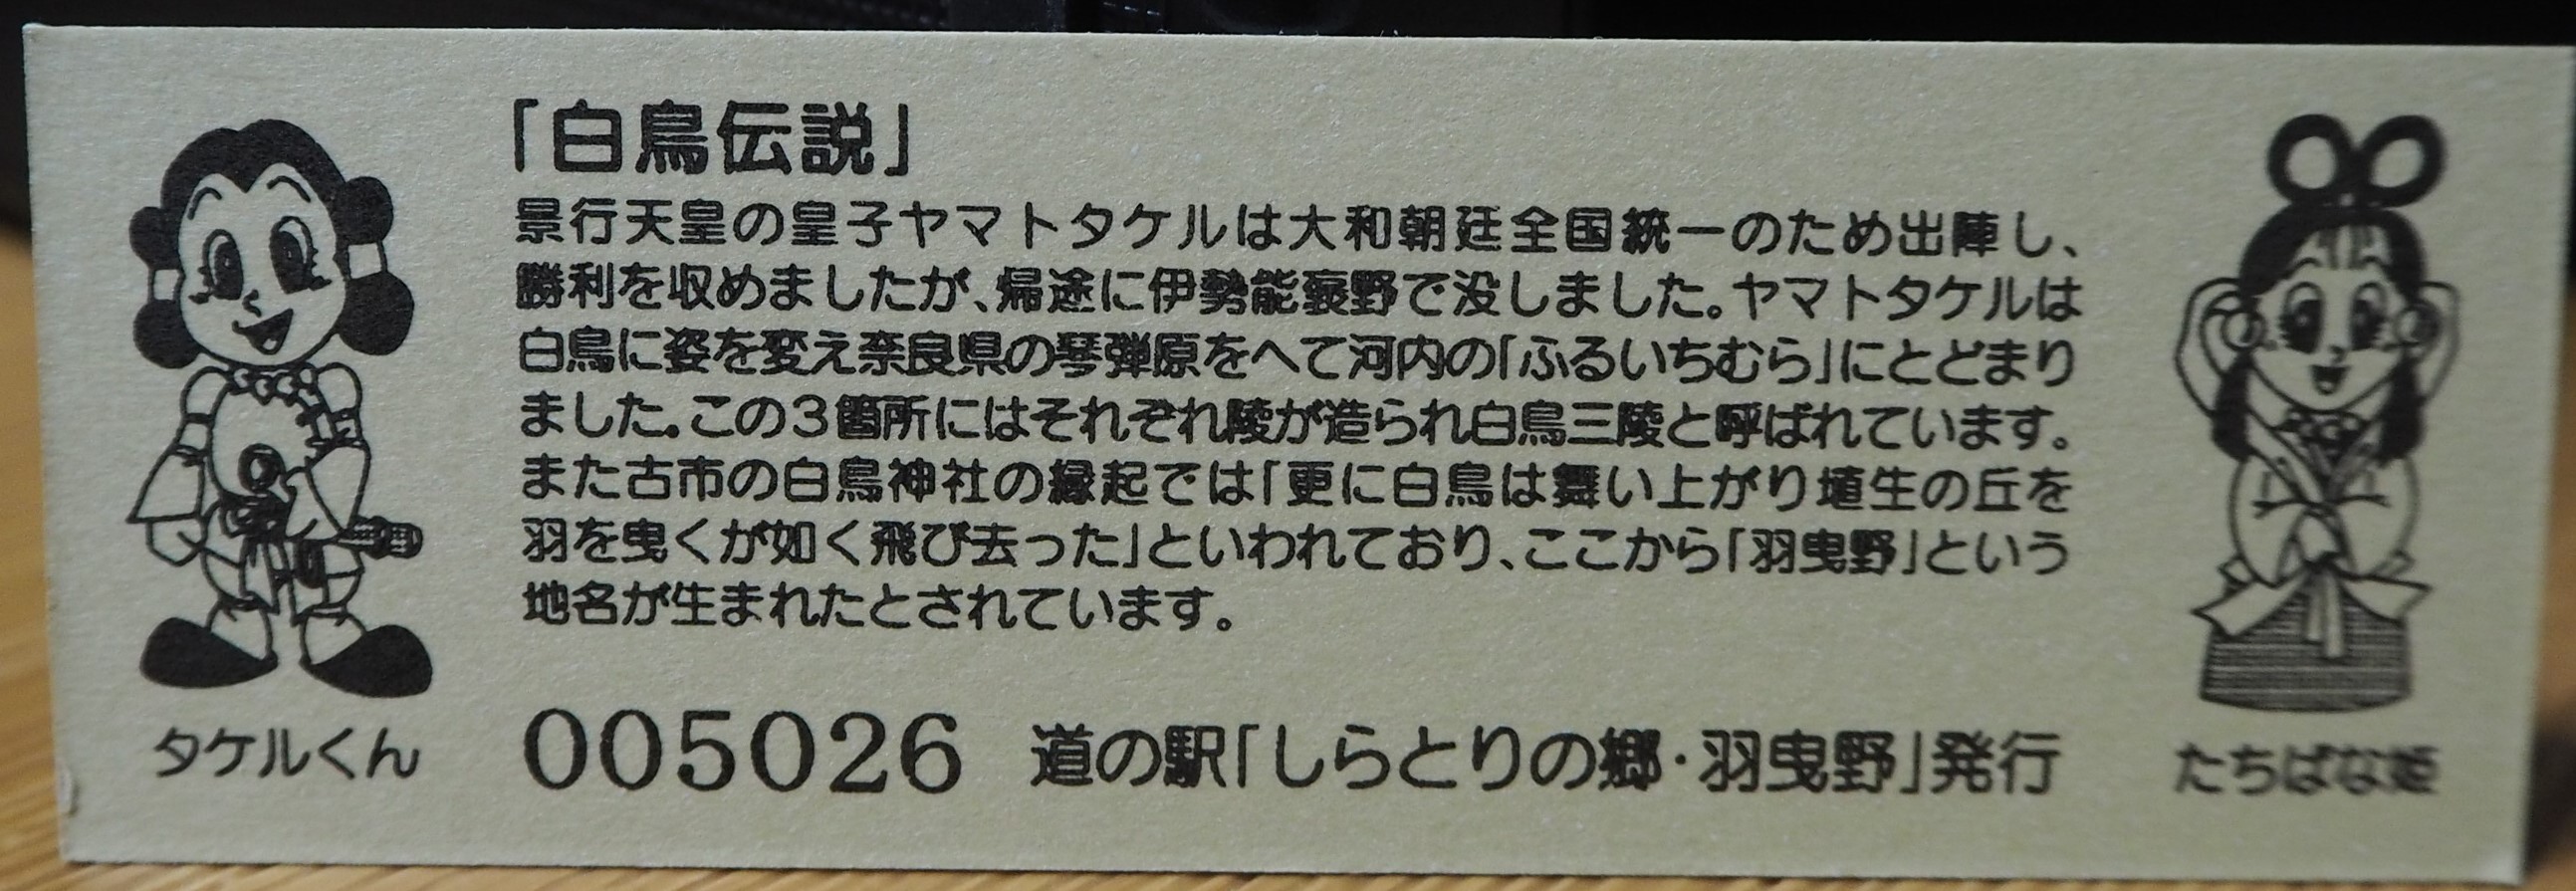 「白鳥伝説」
景行天皇の皇子ヤマトタケルは大和朝廷全国統一のため出陣し、
勝利を収めましたが、帰途に伊勢能褒野で没しました。ヤマトタケルは
白鳥に姿を変え奈良県の琴弾原をへて河内の「ふるいちむら」にとどまり
ました。この3箇所にはそれぞれ陵が造られ白鳥三陵と呼ばれています。
また古市の白鳥神社の縁起では「更に白鳥は舞い上がり埴生の丘を
羽を曳くが如く飛び去った」といわれており、ここから「羽曳野」という
地名が生まれたとされています。
タケルくん
005026 道の駅「しらとりの郷・羽曳野」発行
たちばな姫